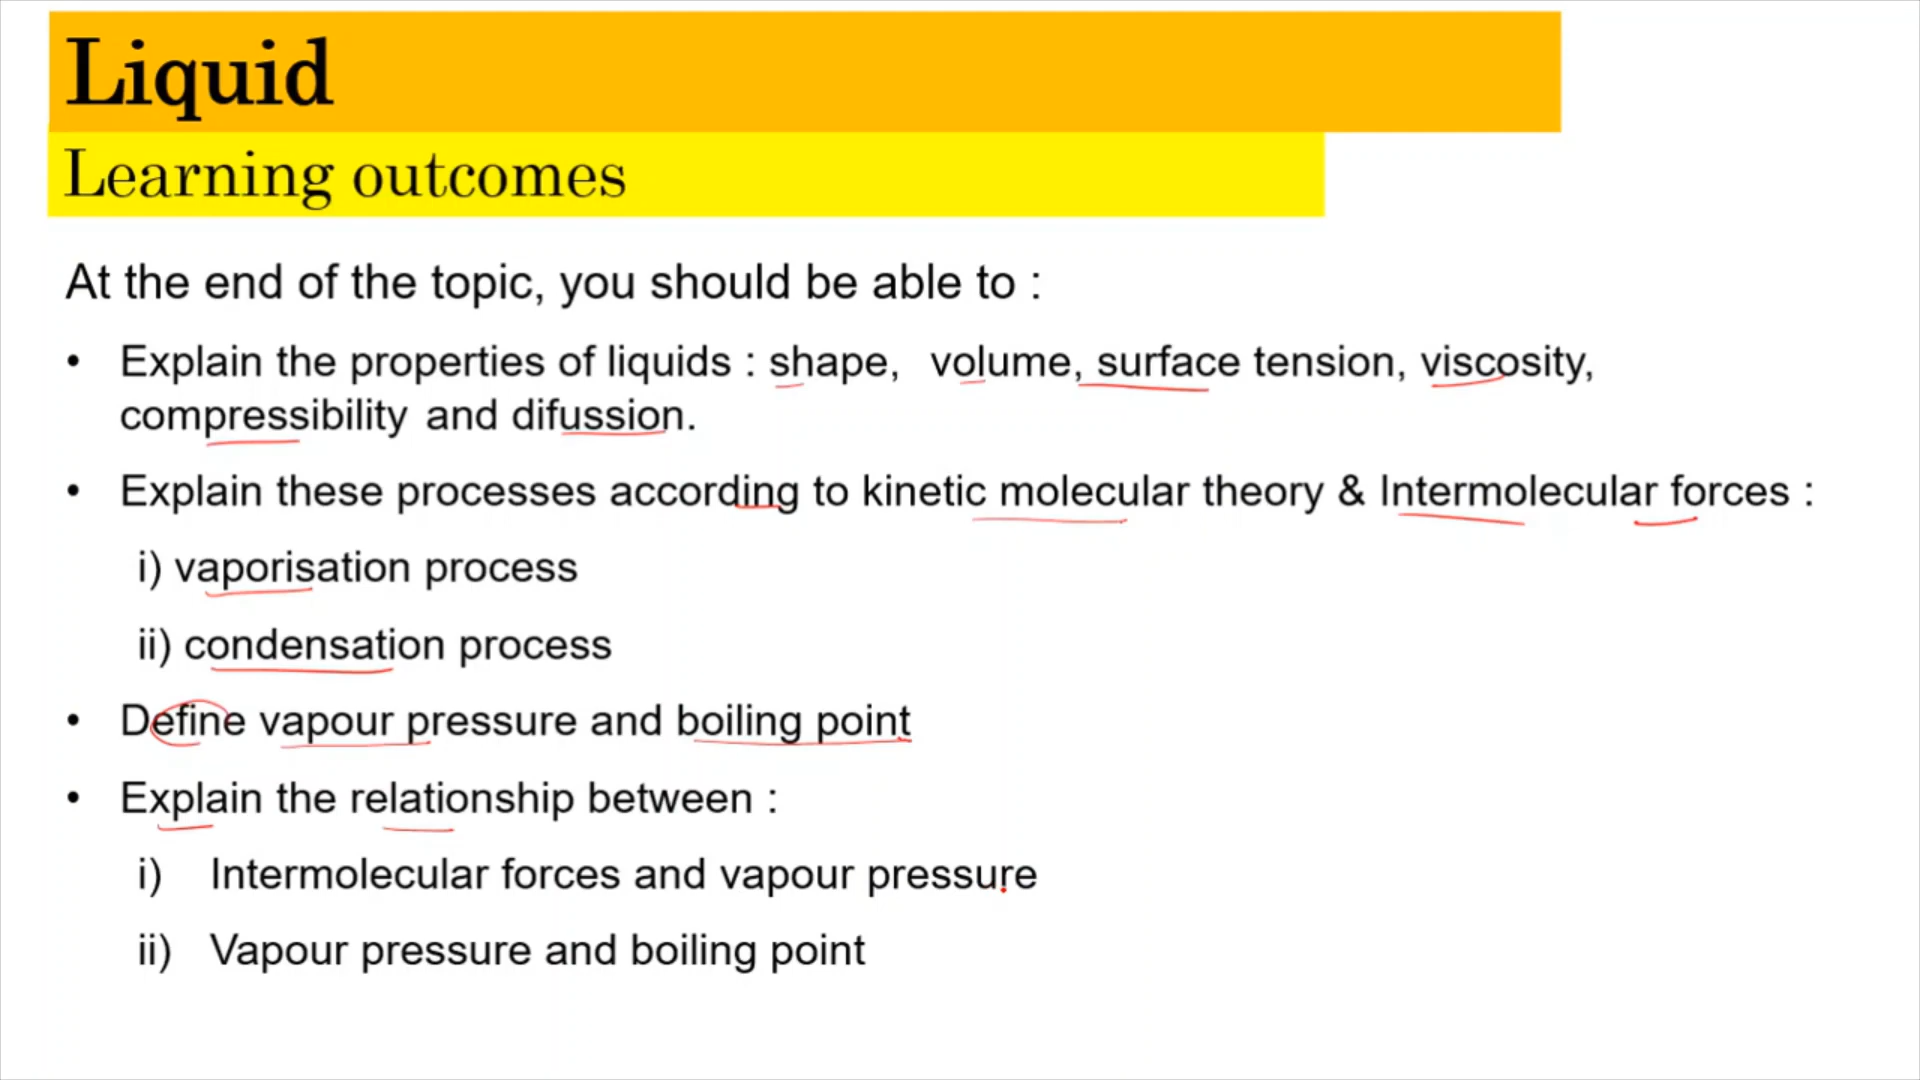 Liquid
Learning outcomes
At the end of the topic, you should be able to :
• Explain the properties of liquids : shape, volume, surface tension, viscosity,
compressibility and difussion.
• Explain these processes according to kinetic molecular theory & Intermolecular forces :
i) vaporisation process
ii) condensation process
• Define vapour pressure and boiling point
• Explain the relationship between :
i) Intermolecular forces and vapour pressure
ii) Vapour pressure and boiling point